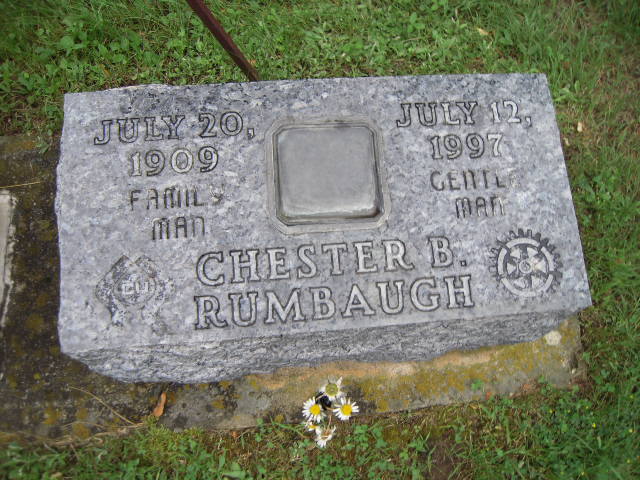 JULY 20,
1909
FAMILY
MAN
JULY 12,
1997
GENTLE
MAN
CHESTER B.
RUMBAUGH